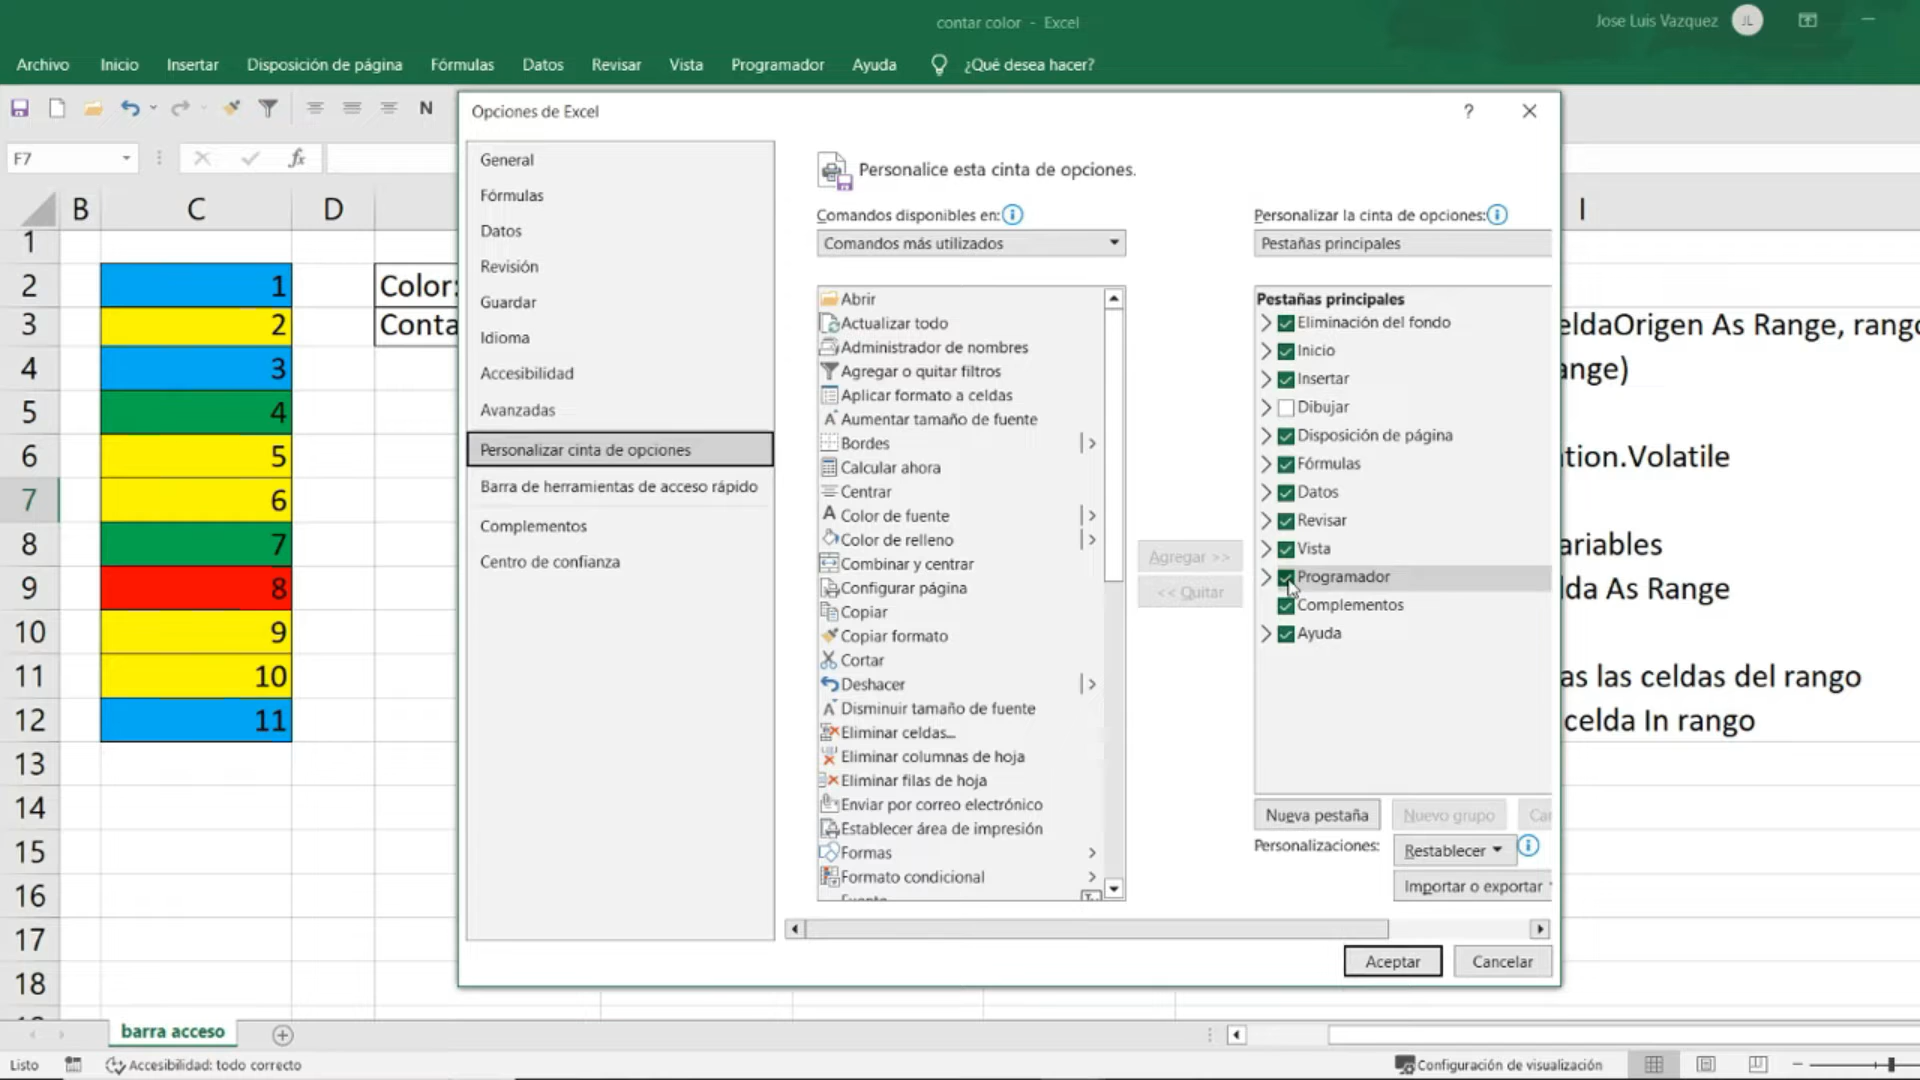 contar color - Excel
Jose Luis Vazquez
JL
Archivo Inicio Insertar Disposición de página Fórmulas Datos Revisar Vista Programador Ayuda ¿Qué desea hacer?
N
F7
fx
B C D I
1
2 1 Color:
3 2 Conta
4 3
5 4
6 5
7 6
8 7
9 8
10 9
11 10
12 11
13
14
15
16
17
18
eldaOrigen As Range, rango
ange)
tion.Volatile
ariables
lda As Range
as las celdas del rango
celda In rango
Opciones de Excel
?
General
Fórmulas
Datos
Revisión
Guardar
Idioma
Accesibilidad
Avanzadas
Personalizar cinta de opciones
Barra de herramientas de acceso rápido
Complementos
Centro de confianza
Personalice esta cinta de opciones.
Comandos disponibles en:
Comandos más utilizados
Abrir
Actualizar todo
Administrador de nombres
Agregar o quitar filtros
Aplicar formato a celdas
Aumentar tamaño de fuente
Bordes
Calcular ahora
Centrar
Color de fuente
Color de relleno
Combinar y centrar
Configurar página
Copiar
Copiar formato
Cortar
Deshacer
Disminuir tamaño de fuente
Eliminar celdas...
Eliminar columnas de hoja
Eliminar filas de hoja
Enviar por correo electrónico
Establecer área de impresión
Formas
Formato condicional
Agregar >>
<< Quitar
Personalizar la cinta de opciones:
Pestañas principales
Pestañas principales
Eliminación del fondo
Inicio
Insertar
Dibujar
Disposición de página
Fórmulas
Datos
Revisar
Vista
Programador
Complementos
Ayuda
Nueva pestaña Nuevo grupo
Personalizaciones: Restablecer
Importar o exportar
Aceptar Cancelar
barra acceso
Listo Accesibilidad: todo correcto Configuración de visualización